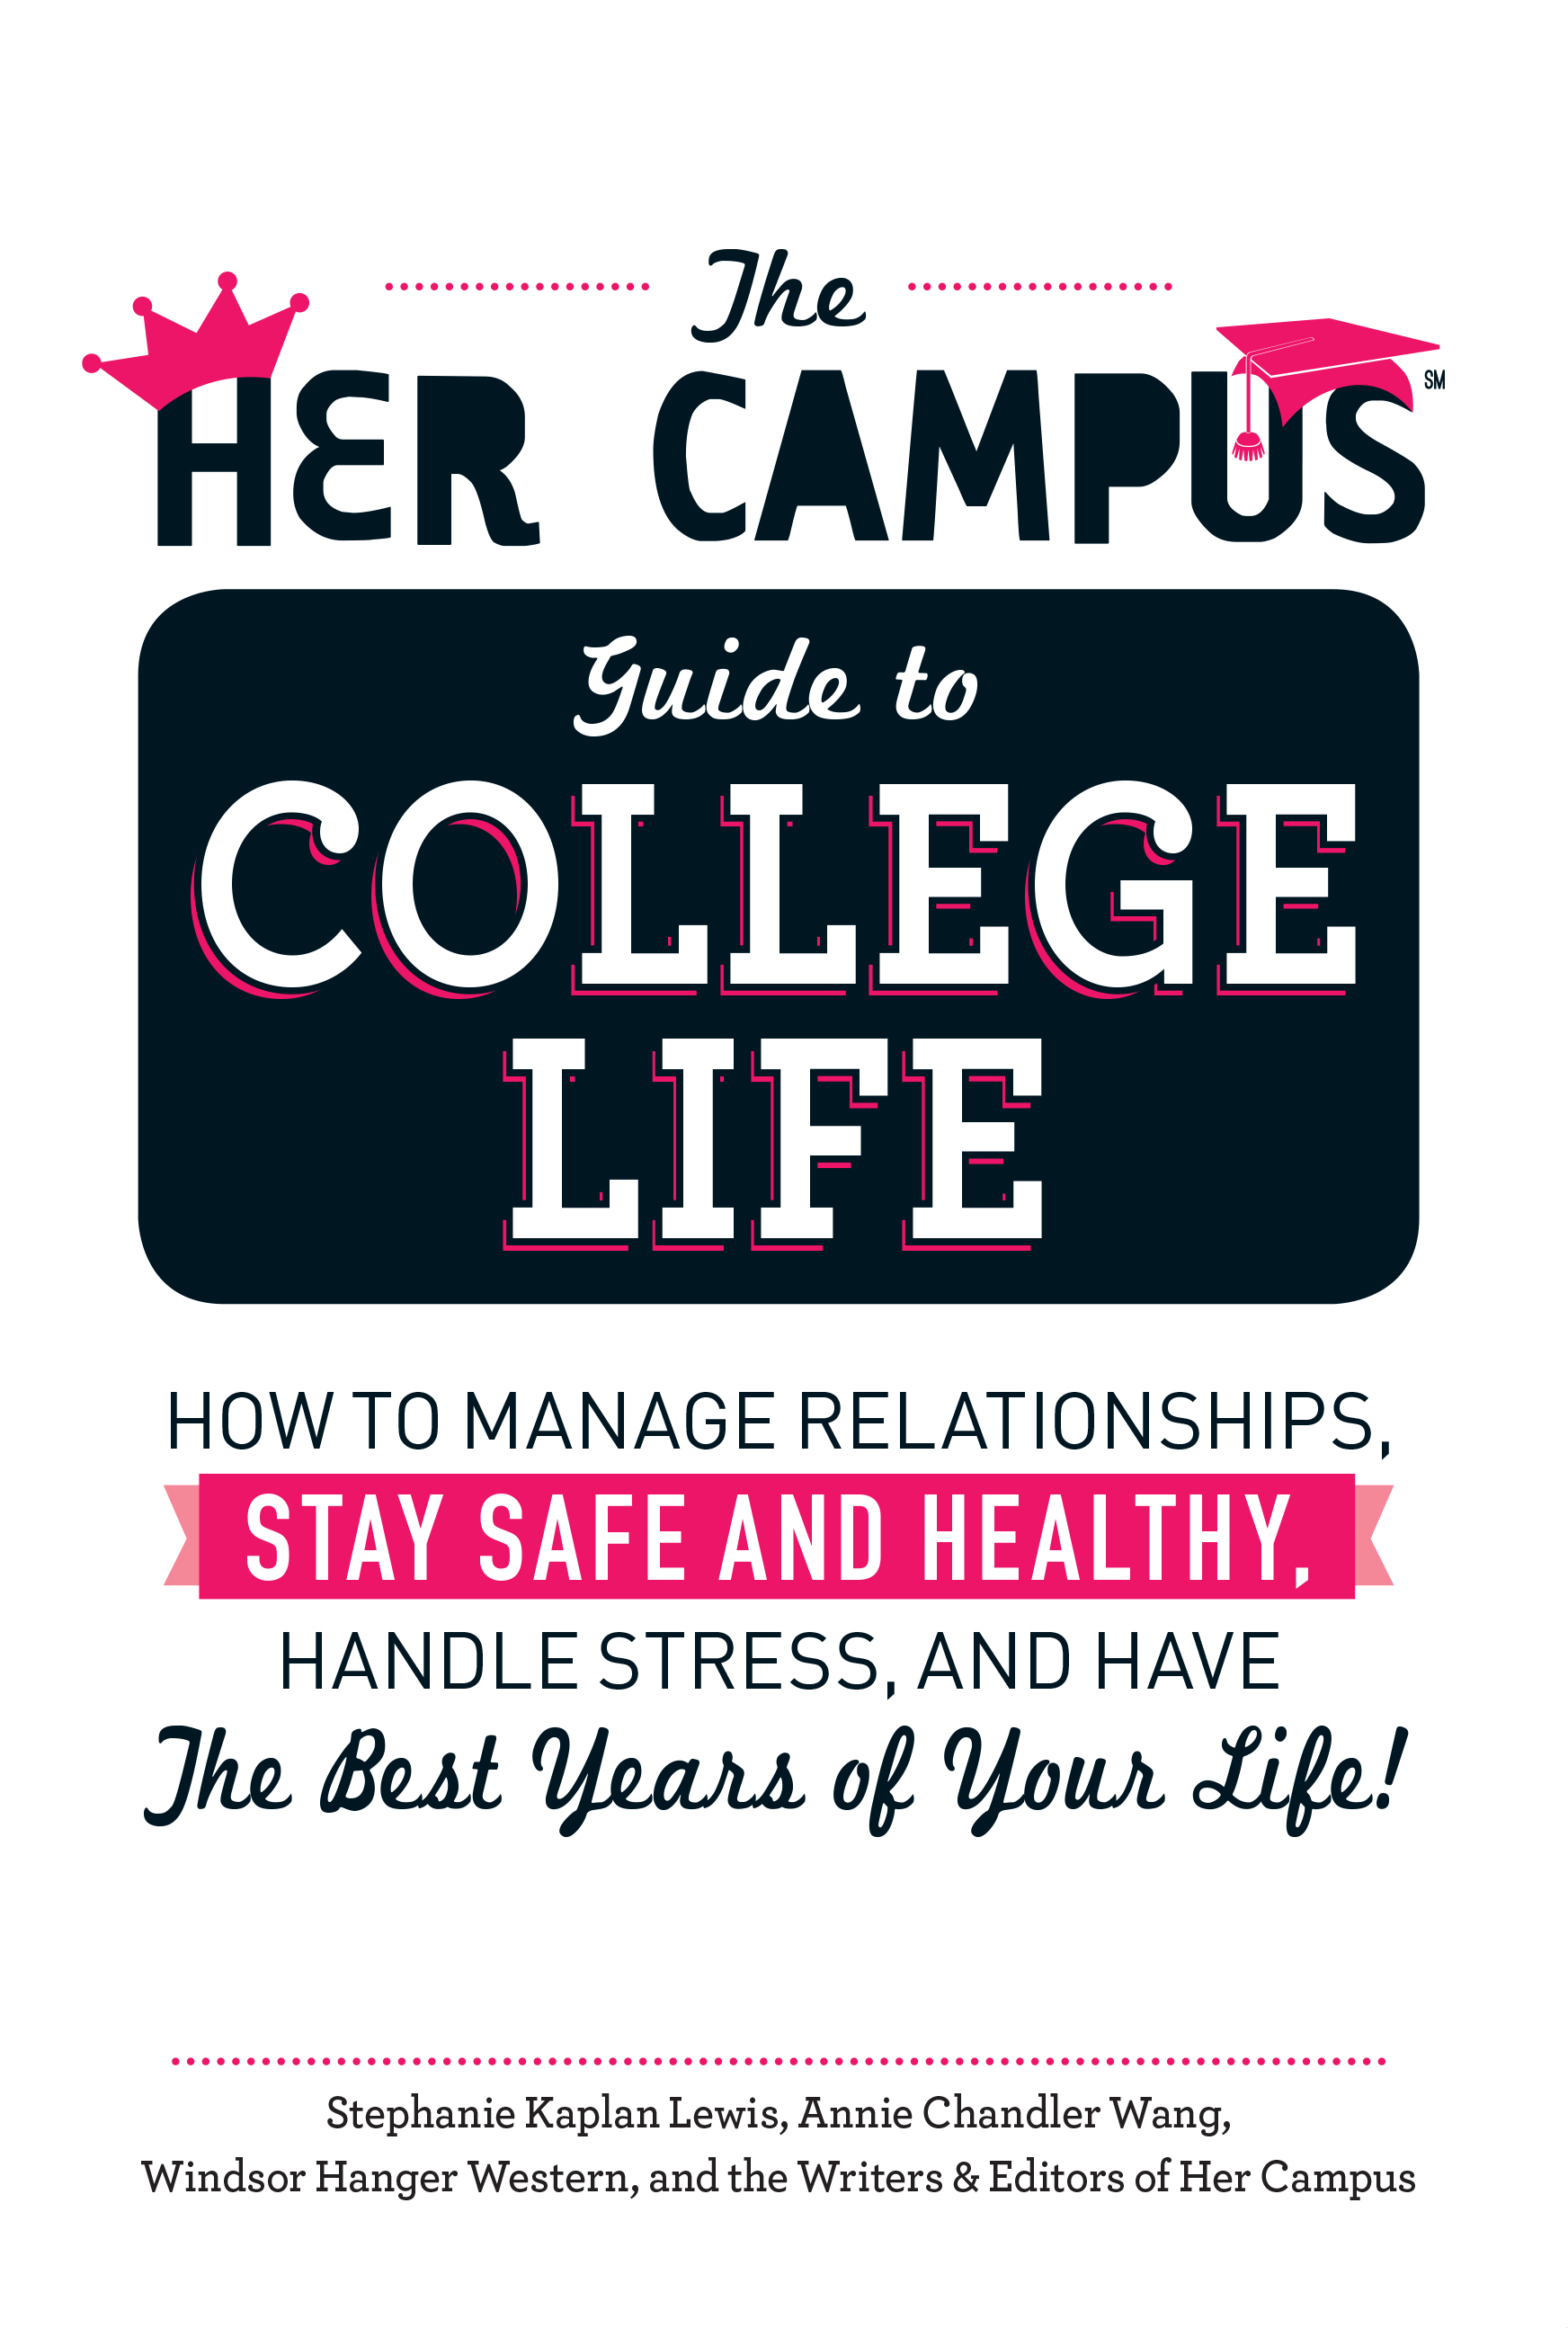 The
HER CAMPUS℠
Guide to
COLLEGE
LIFE
HOW TO MANAGE RELATIONSHIPS,
STAY SAFE AND HEALTHY,
HANDLE STRESS, AND HAVE
The Best Years of Your Life!
Stephanie Kaplan Lewis, Annie Chandler Wang,
Windsor Hanger Western, and the Writers & Editors of Her Campus